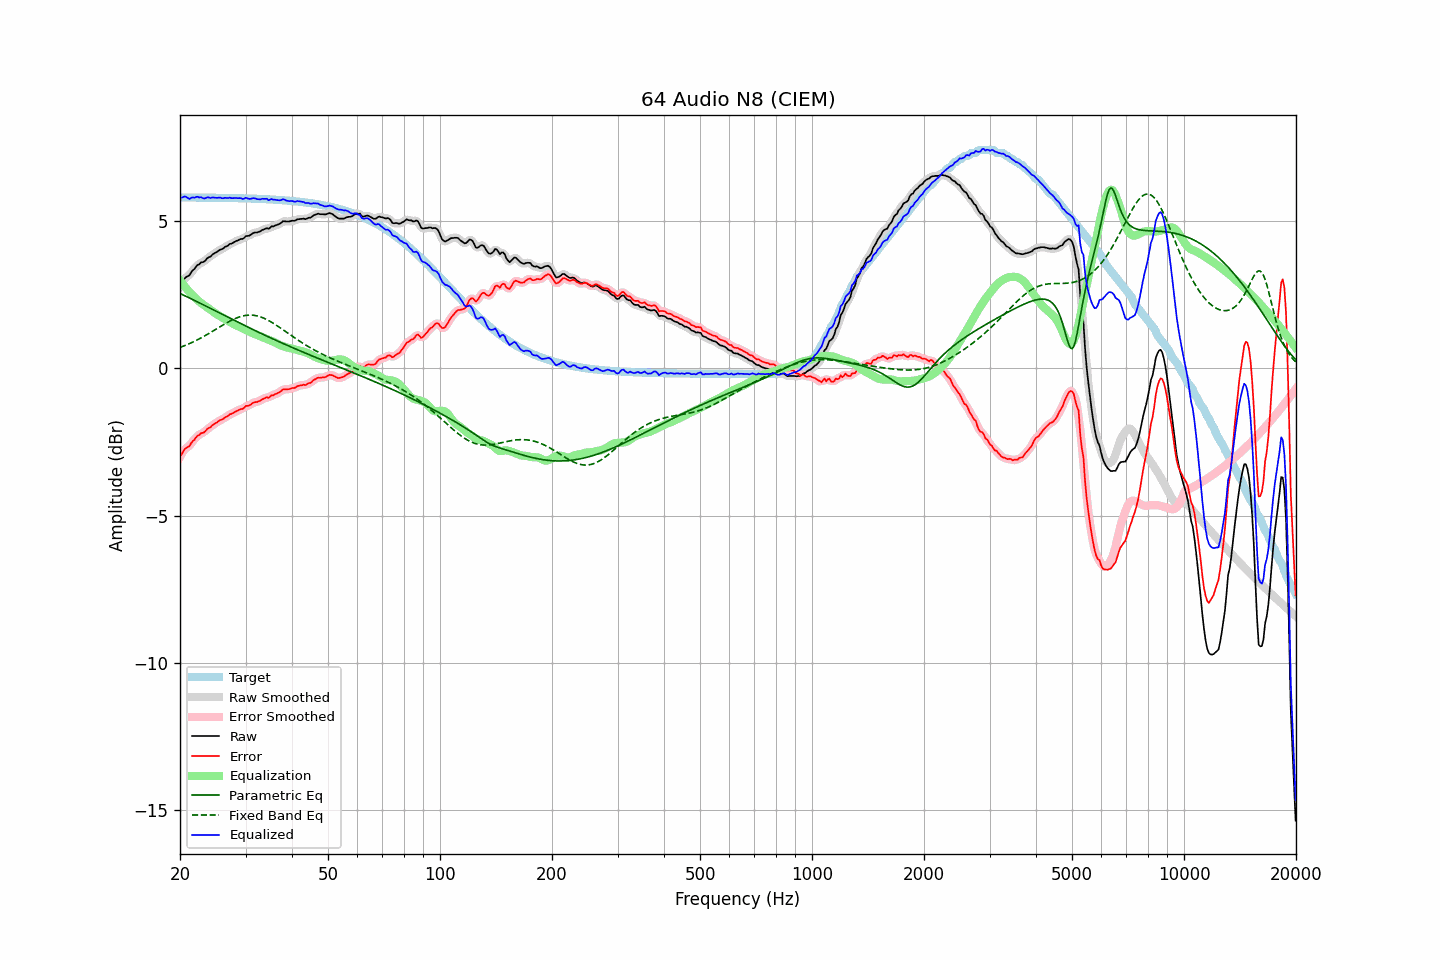 64 Audio N8 (CIEM)
5
0
−5
−10
−15
Amplitude (dBr)
Target
Raw Smoothed
Error Smoothed
Raw
Error
Equalization
Parametric Eq
Fixed Band Eq
Equalized
20
50
100
200
500
1000
2000
5000
10000
20000
Frequency (Hz)